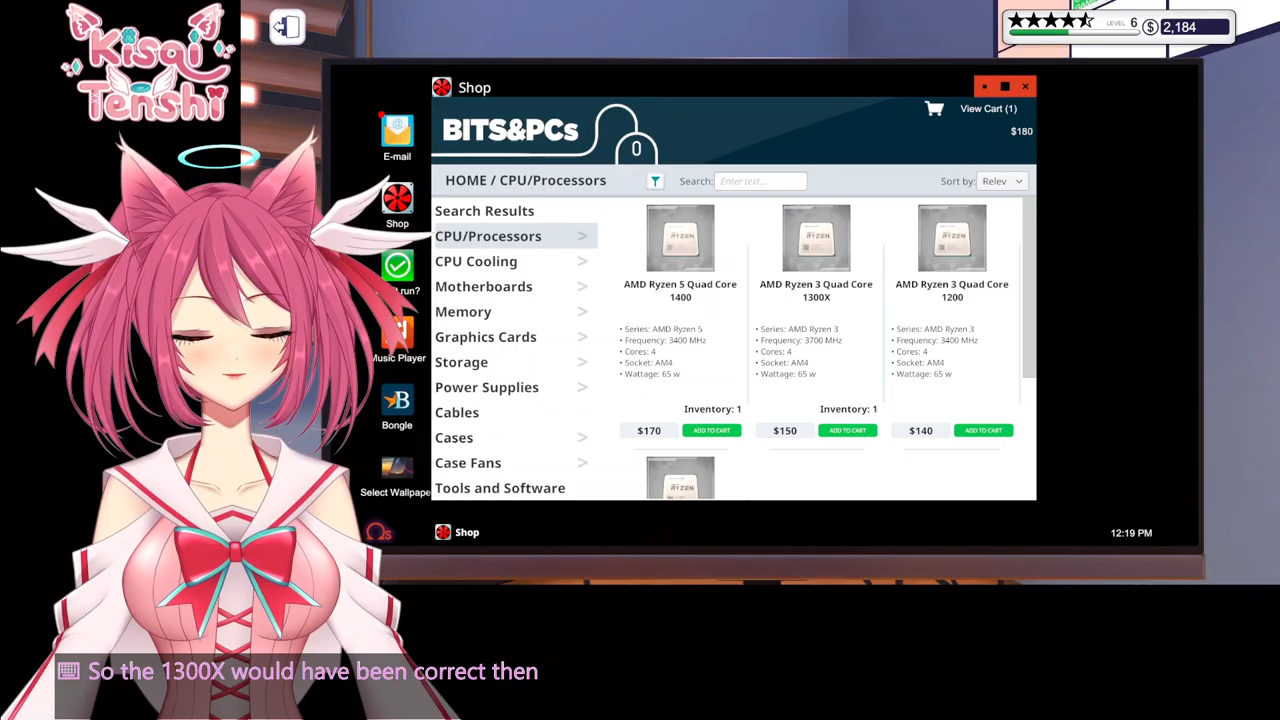 Kisai
Tenshi
LEVEL 6
$ 2,184
Shop
BITS&PCs
View Cart (1)
$180
HOME / CPU/Processors
Search: Enter text...
Sort by: Relev
E-mail
Shop
run?
Music Player
Bongle
Select Wallpape
Search Results
CPU/Processors >
CPU Cooling >
Motherboards >
Memory >
Graphics Cards >
Storage >
Power Supplies >
Cables
Cases >
Case Fans >
Tools and Software
RYZEN
AMD Ryzen 5 Quad Core
1400
• Series: AMD Ryzen 5
• Frequency: 3400 MHz
• Cores: 4
• Socket: AM4
• Wattage: 65 w
Inventory: 1
$170 ADD TO CART
RYZEN
AMD Ryzen 3 Quad Core
1300X
• Series: AMD Ryzen 3
• Frequency: 3700 MHz
• Cores: 4
• Socket: AM4
• Wattage: 65 w
Inventory: 1
$150 ADD TO CART
RYZEN
AMD Ryzen 3 Quad Core
1200
• Series: AMD Ryzen 3
• Frequency: 3400 MHz
• Cores: 4
• Socket: AM4
• Wattage: 65 w
$140 ADD TO CART
RYZEN
Ωs
Shop
12:19 PM
So the 1300X would have been correct then